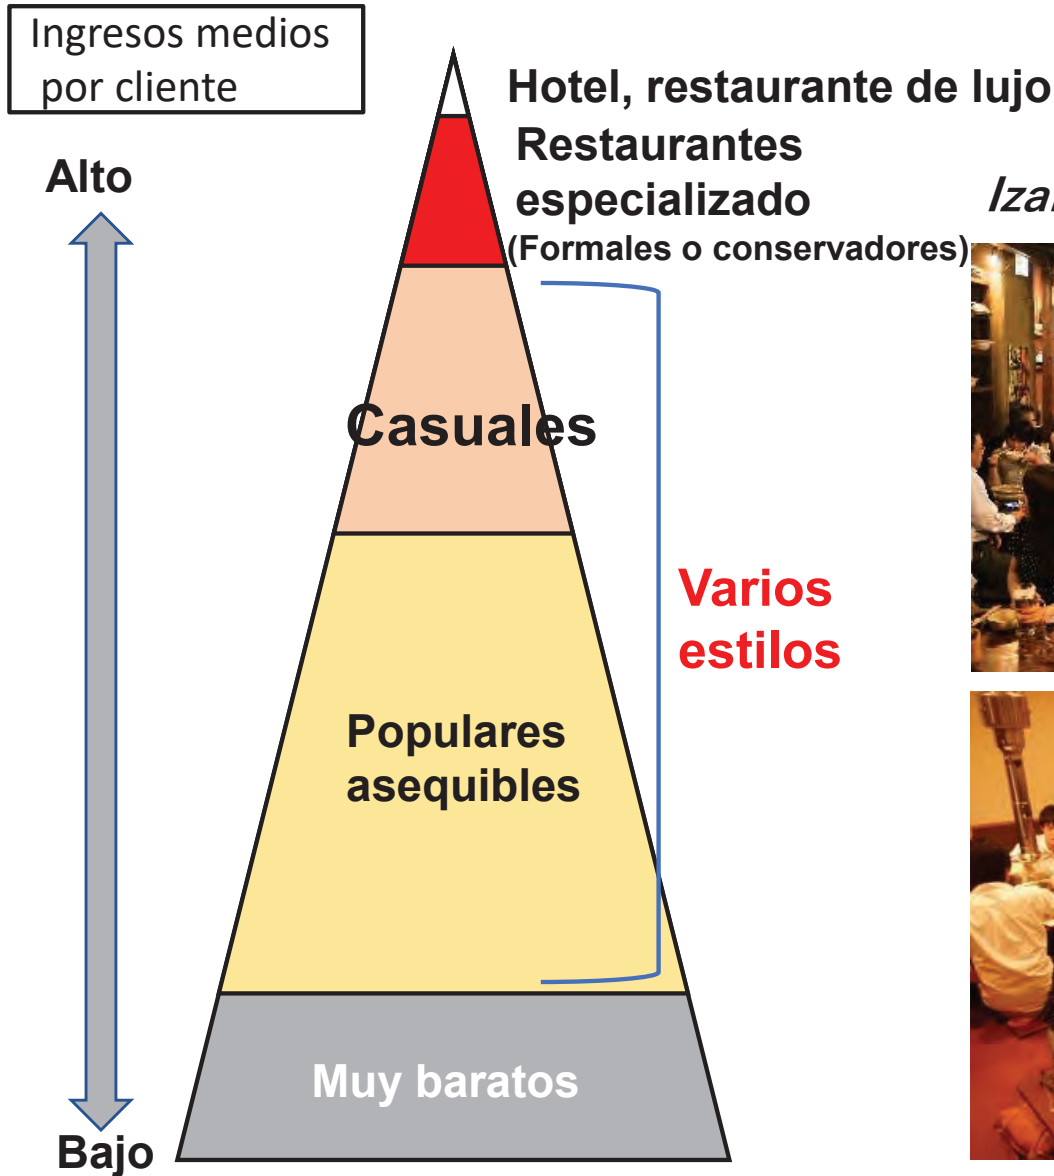 Ingresos medios
por cliente
Hotel, restaurante de lujo
Restaurantes
especializado
(Formales o conservadores)
Alto
Casuales
Varios
estilos
Populares
asequibles
Muy baratos
Bajo